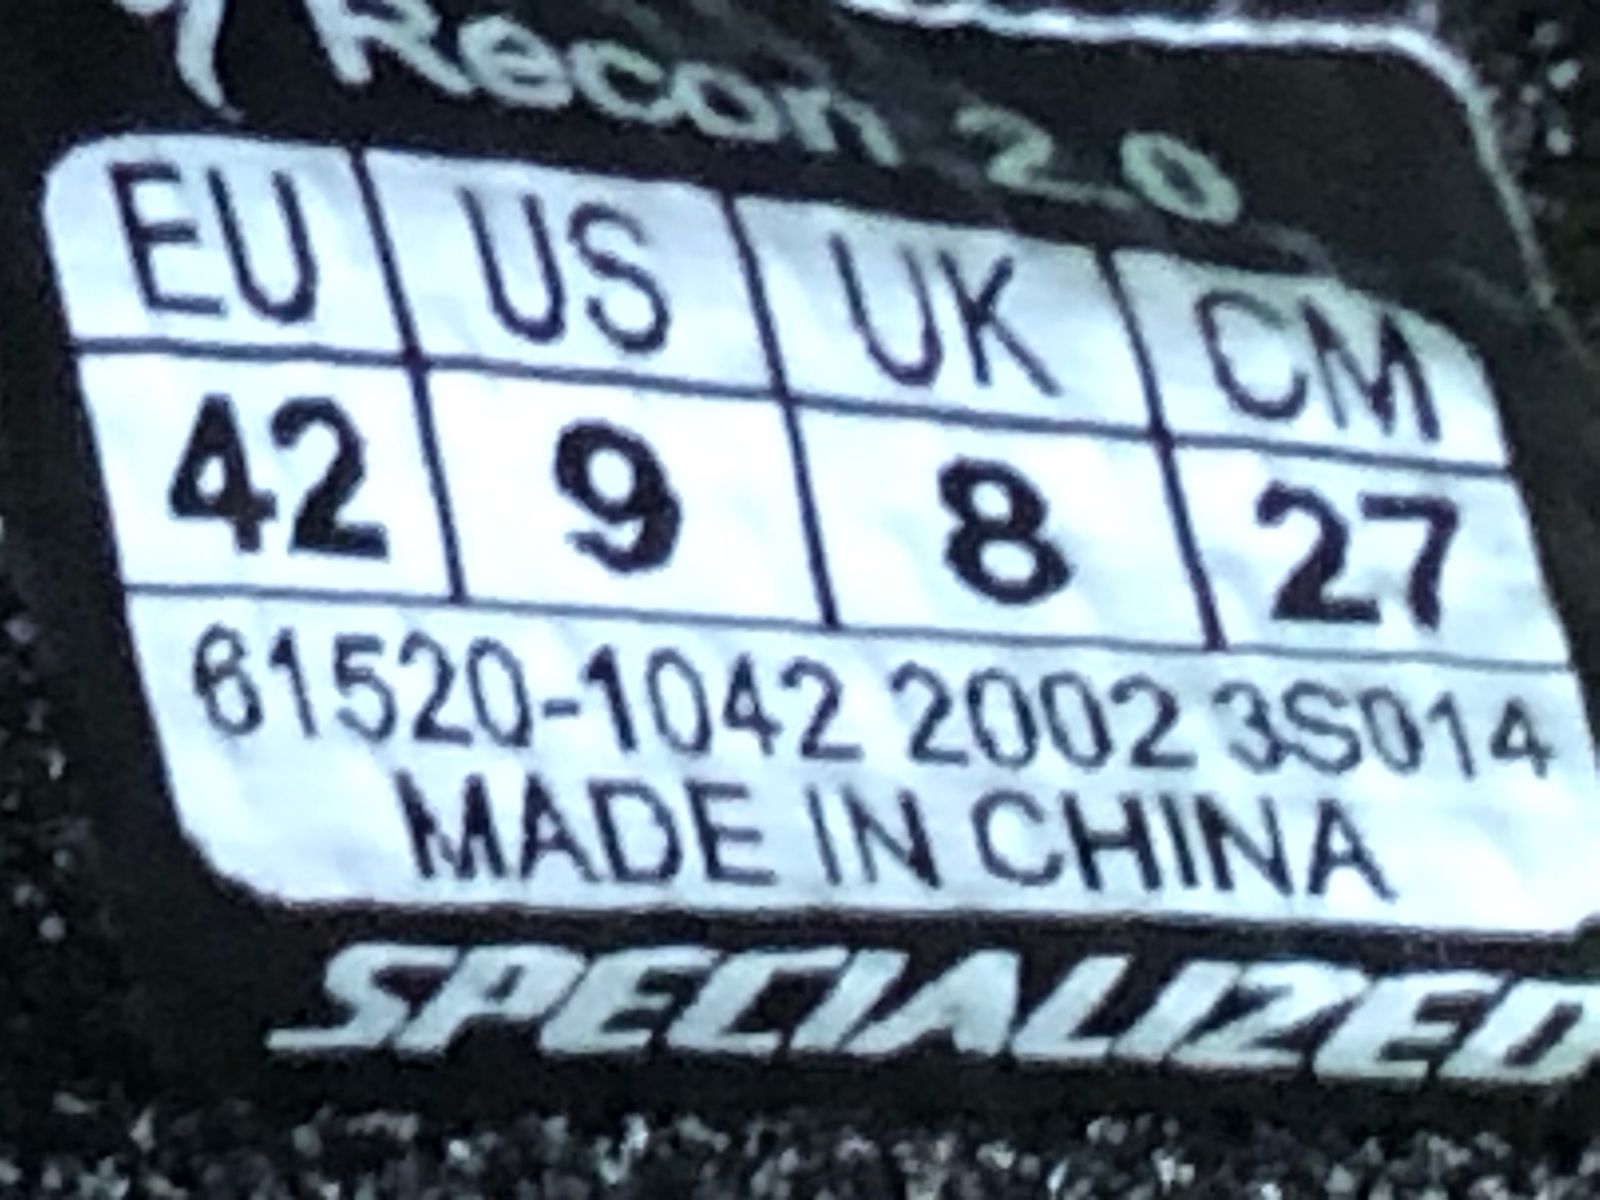 Recon 2.0
EU US UK CM
42 9 8 27
61520-1042 2002 3S014
MADE IN CHINA
SPECIALIZED